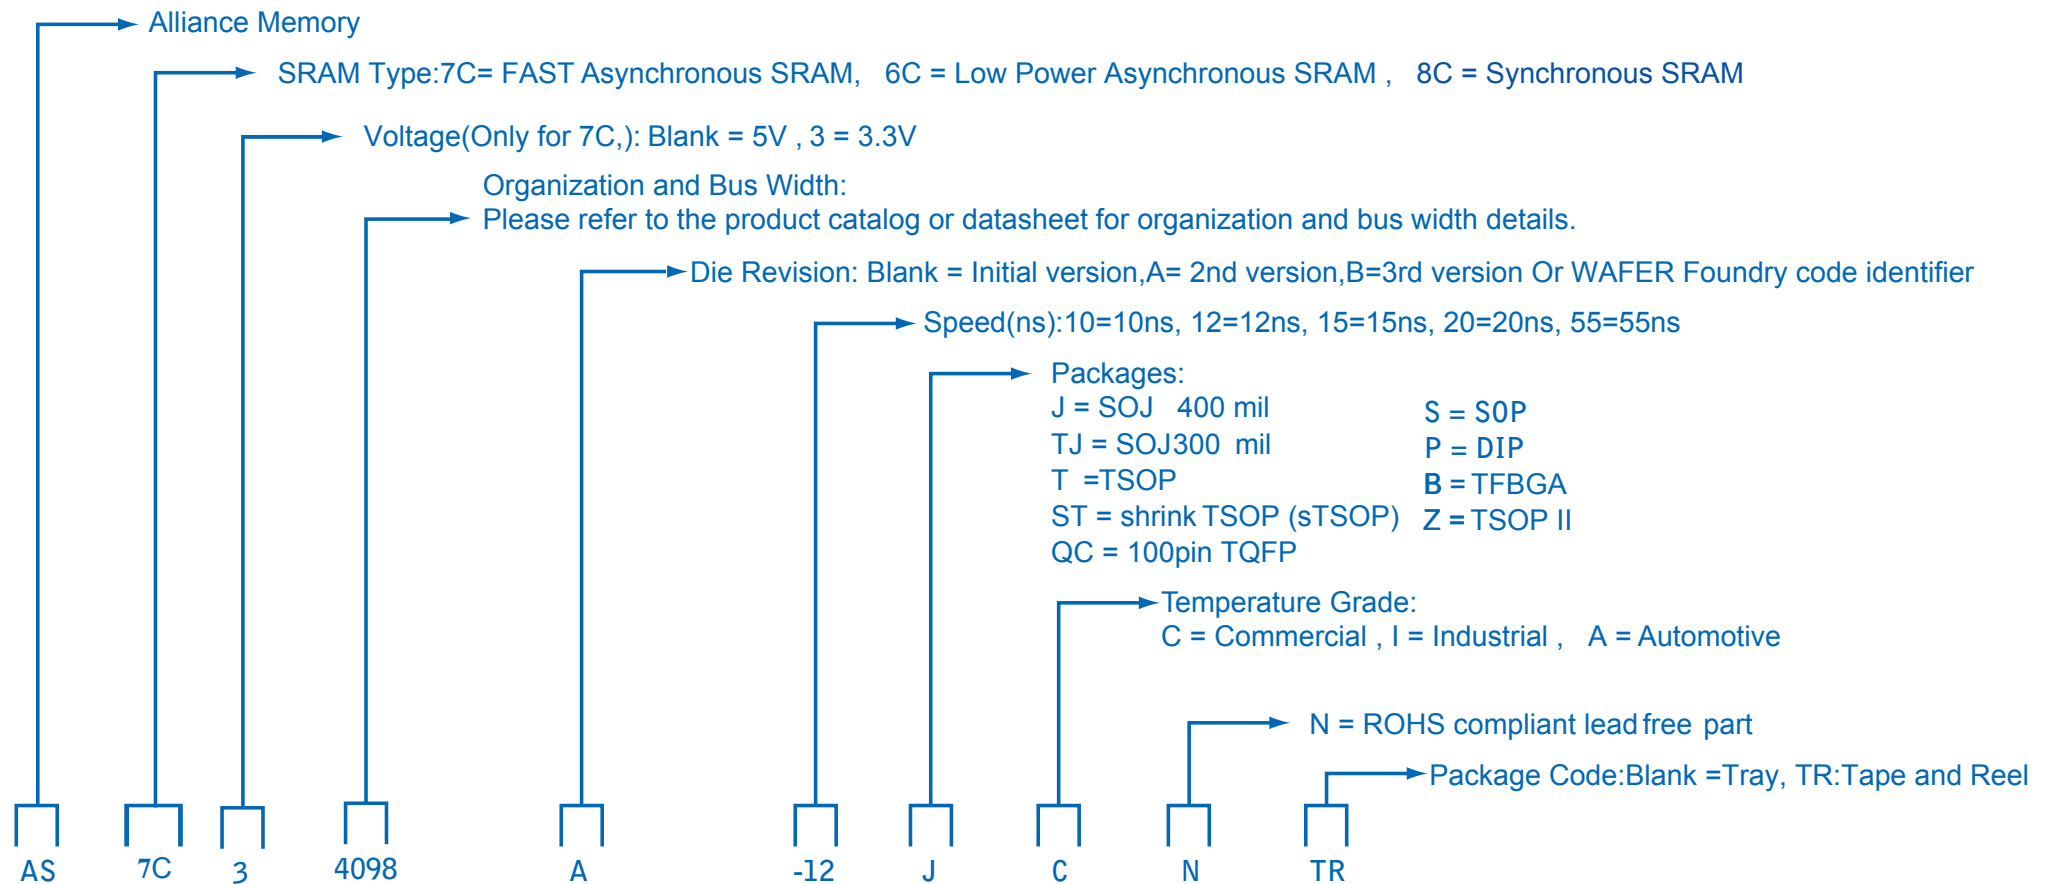 Alliance Memory
SRAM Type:7C= FAST Asynchronous SRAM, 6C = Low Power Asynchronous SRAM , 8C = Synchronous SRAM
Voltage(Only for 7C,): Blank = 5V , 3 = 3.3V
Organization and Bus Width:
Please refer to the product catalog or datasheet for organization and bus width details.
Die Revision: Blank = Initial version,A= 2nd version,B=3rd version Or WAFER Foundry code identifier
Speed(ns):10=10ns, 12=12ns, 15=15ns, 20=20ns, 55=55ns
Packages:
J = SOJ 400 mil
TJ = SOJ300 mil
T =TSOP
ST = shrink TSOP (sTSOP)
QC = 100pin TQFP
S = SOP
P = DIP
B = TFBGA
Z = TSOP II
Temperature Grade:
C = Commercial , I = Industrial , A = Automotive
N = ROHS compliant lead free part
Package Code:Blank =Tray, TR:Tape and Reel
AS 7C 3 4098 A -12 J C N TR